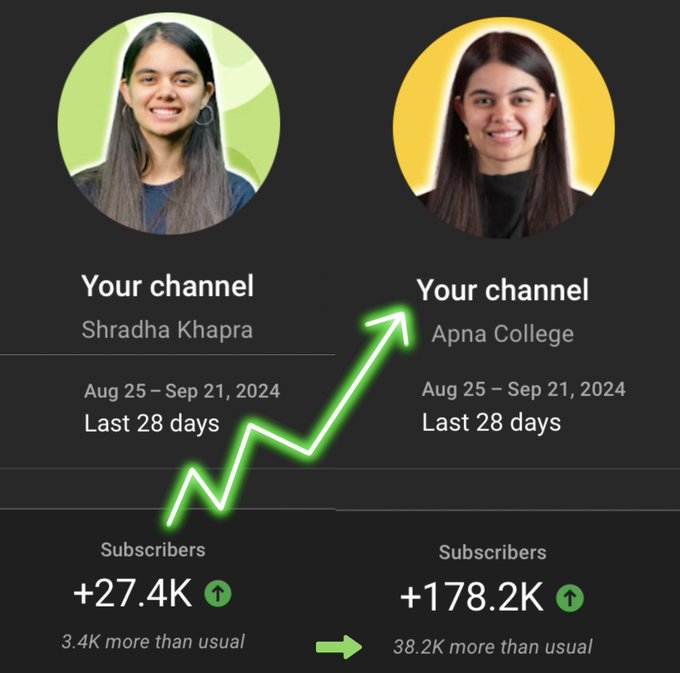 Your channel
Shradha Khapra
Aug 25 – Sep 21, 2024
Last 28 days
Subscribers
+27.4K
3.4K more than usual
Your channel
Apna College
Aug 25 – Sep 21, 2024
Last 28 days
Subscribers
+178.2K
38.2K more than usual